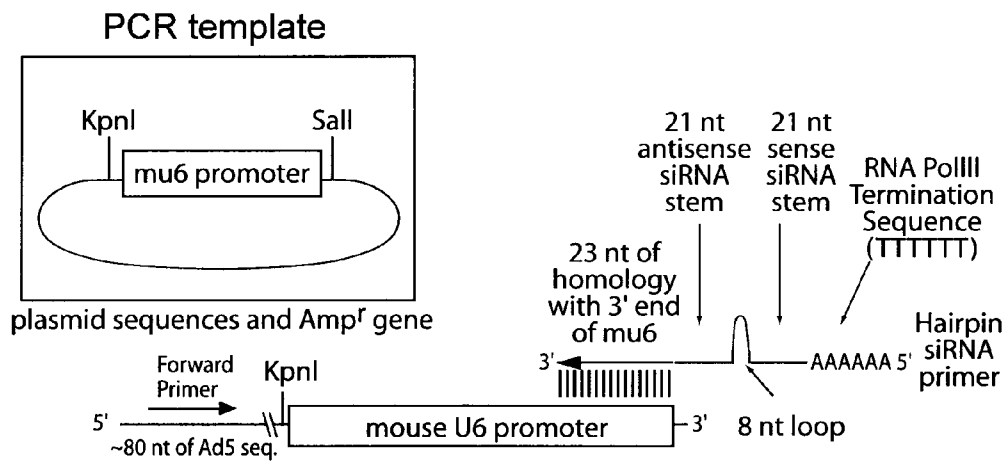 PCR template
KpnI
SalI
mu6 promoter
plasmid sequences and Ampʳ gene
21 nt
antisense
siRNA
stem
21 nt
sense
siRNA
stem
RNA PolIII
Termination
Sequence
(TTTTTT)
23 nt of
homology
with 3' end
of mu6
Hairpin
siRNA
primer
3'
AAAAAA 5'
8 nt loop
Forward
Primer
KpnI
5'
~80 nt of Ad5 seq.
mouse U6 promoter
3'